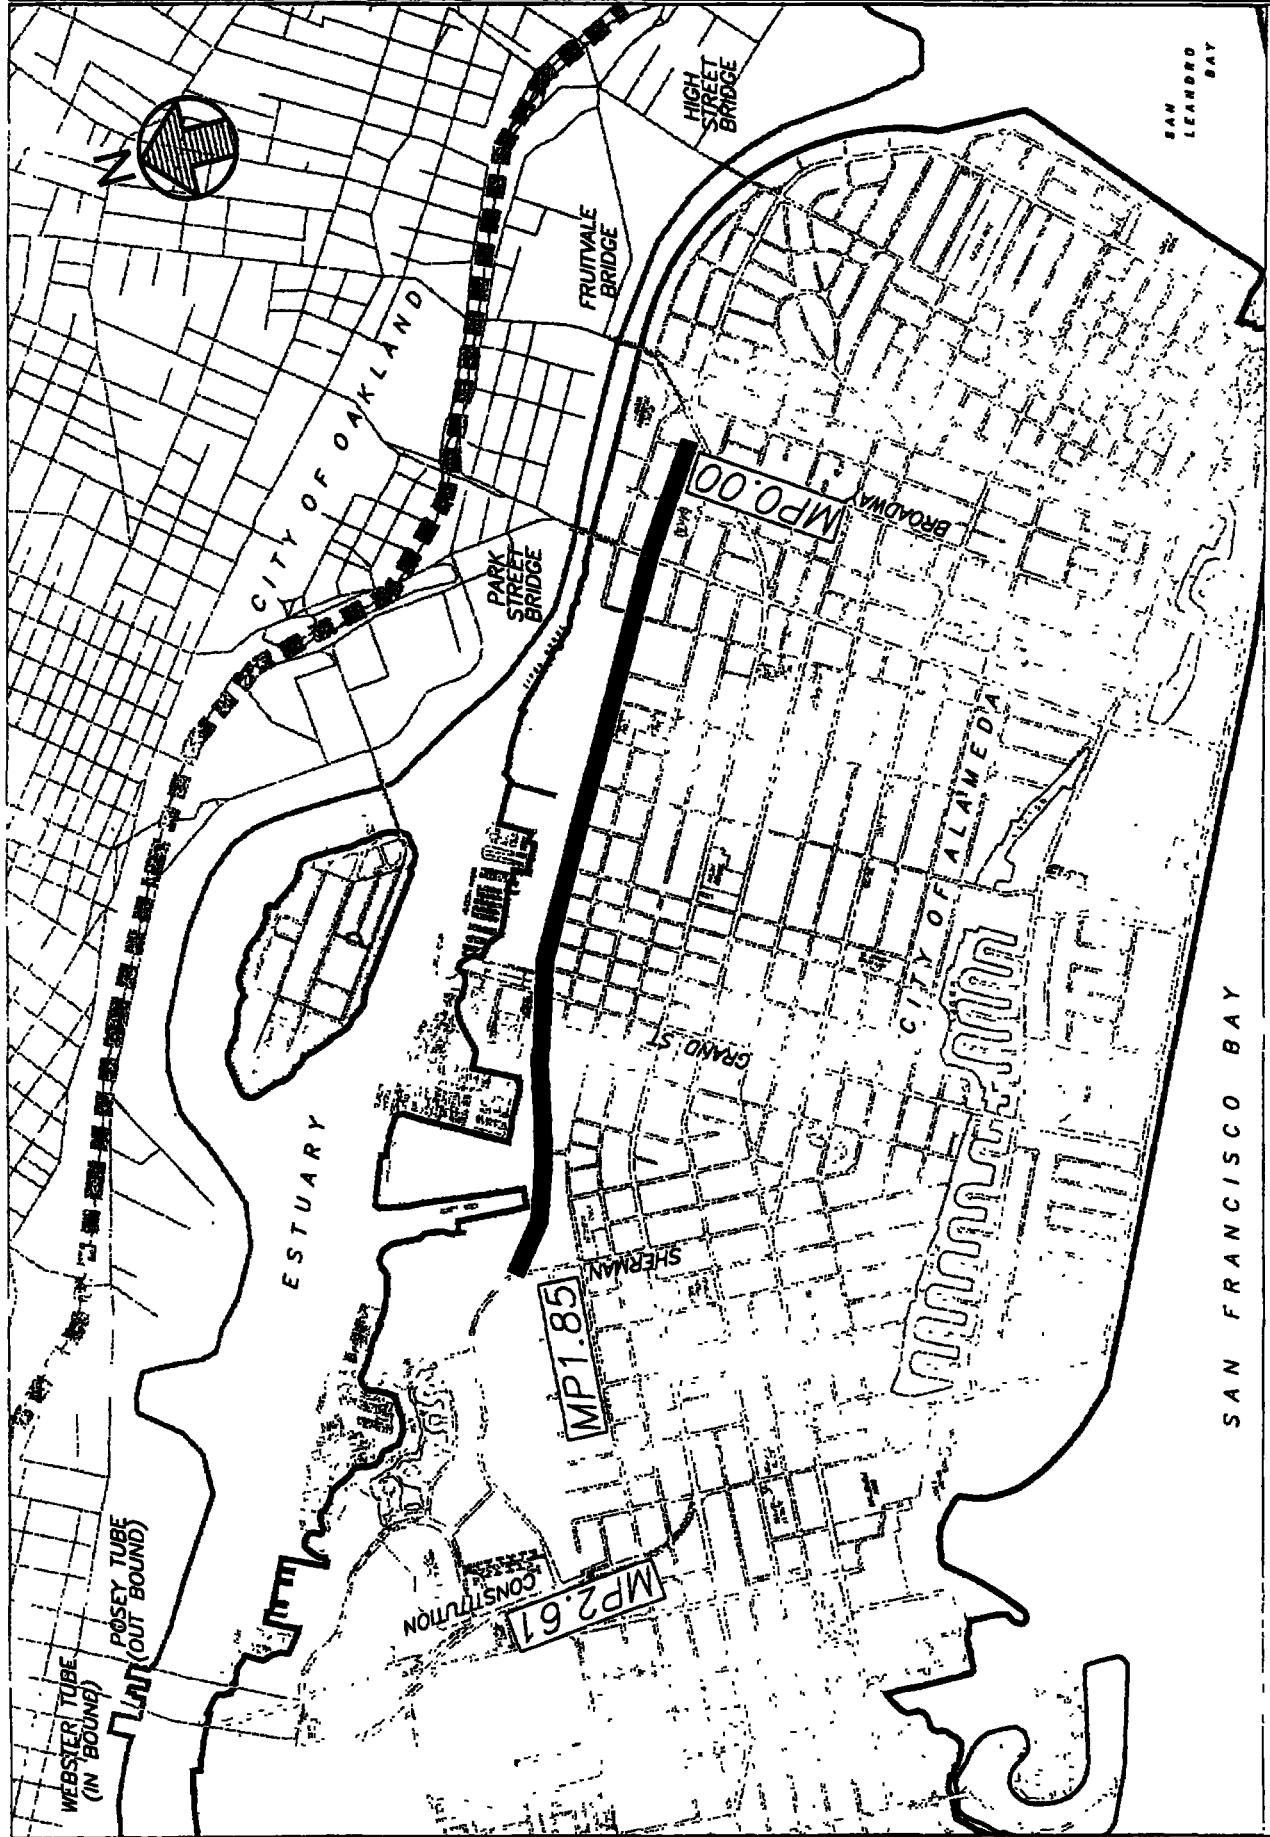 N
SAN
LEANDRO
BAY
HIGH
STREET
BRIDGE
FRUITVALE
BRIDGE
CITY OF OAKLAND
PARK
STREET
BRIDGE
MP0.00
BROADWA
CITY OF ALAMEDA
GRAND ST
ESTUARY
SHERMAN
MP1.85
SAN FRANCISCO BAY
CONSTITUTION
MP2.61
POSEY TUBE
(OUT BOUND)
WEBSTER TUBE
(IN BOUND)